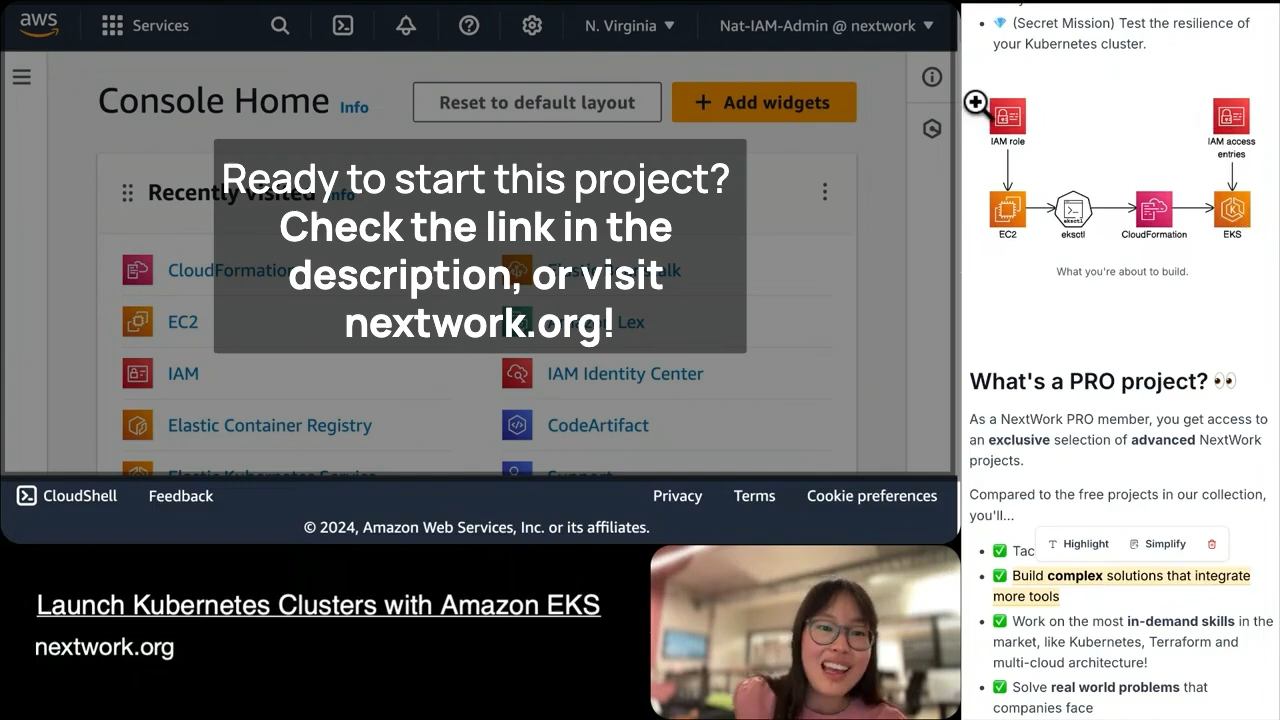 aws
Services
N. Virginia
Nat-IAM-Admin @ nextwork
Console Home
Info
Reset to default layout
+ Add widgets
Recently visited
Info
Ready to start this project?
Check the link in the
description, or visit
nextwork.org!
CloudFormation
EC2
Lex
IAM
IAM Identity Center
Elastic Container Registry
CodeArtifact
Elastic Kubernetes Service
Support
CloudShell
Feedback
Privacy
Terms
Cookie preferences
© 2024, Amazon Web Services, Inc. or its affiliates.
Launch Kubernetes Clusters with Amazon EKS
nextwork.org
(Secret Mission) Test the resilience of
your Kubernetes cluster.
IAM role
IAM access
entries
eksctl
EC2
eksctl
CloudFormation
EKS
What you're about to build.
What's a PRO project? 👀
As a NextWork PRO member, you get access to
an exclusive selection of advanced NextWork
projects.
Compared to the free projects in our collection,
you'll...
Highlight
Simplify
✅ Build complex solutions that integrate
more tools
✅ Work on the most in-demand skills in the
market, like Kubernetes, Terraform and
multi-cloud architecture!
✅ Solve real world problems that
companies face